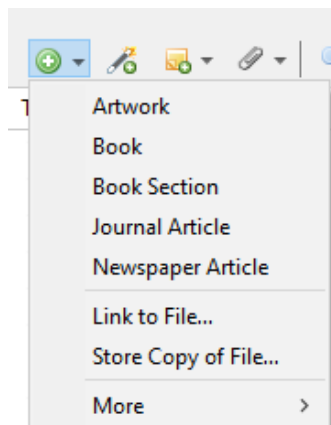 Artwork
Book
Book Section
Journal Article
Newspaper Article
Link to File...
Store Copy of File...
More